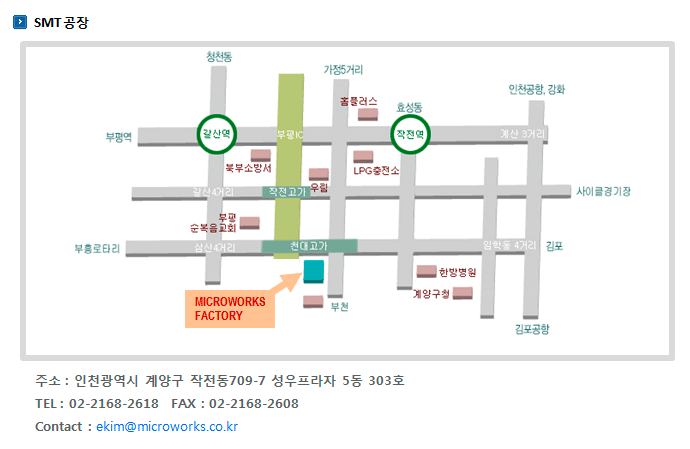 SMT공장
청천동
가정5거리
인천공항, 강화
홈플러스
효성동
부평역
갈산역
부평IC
작전역
계산 3거리
북부소방서
LPG충전소
우림
갈산4거리
작전고가
사이클경기장
부평
순복음교회
부흥로타리
삼산4거리
천대고가
임학동 4거리
김포
한방병원
계양구청
MICROWORKS
FACTORY
부천
김포공항
주소 : 인천광역시 계양구 작전동709-7 성우프라자 5동 303호
TEL : 02-2168-2618 FAX : 02-2168-2608
Contact : ekim@microworks.co.kr